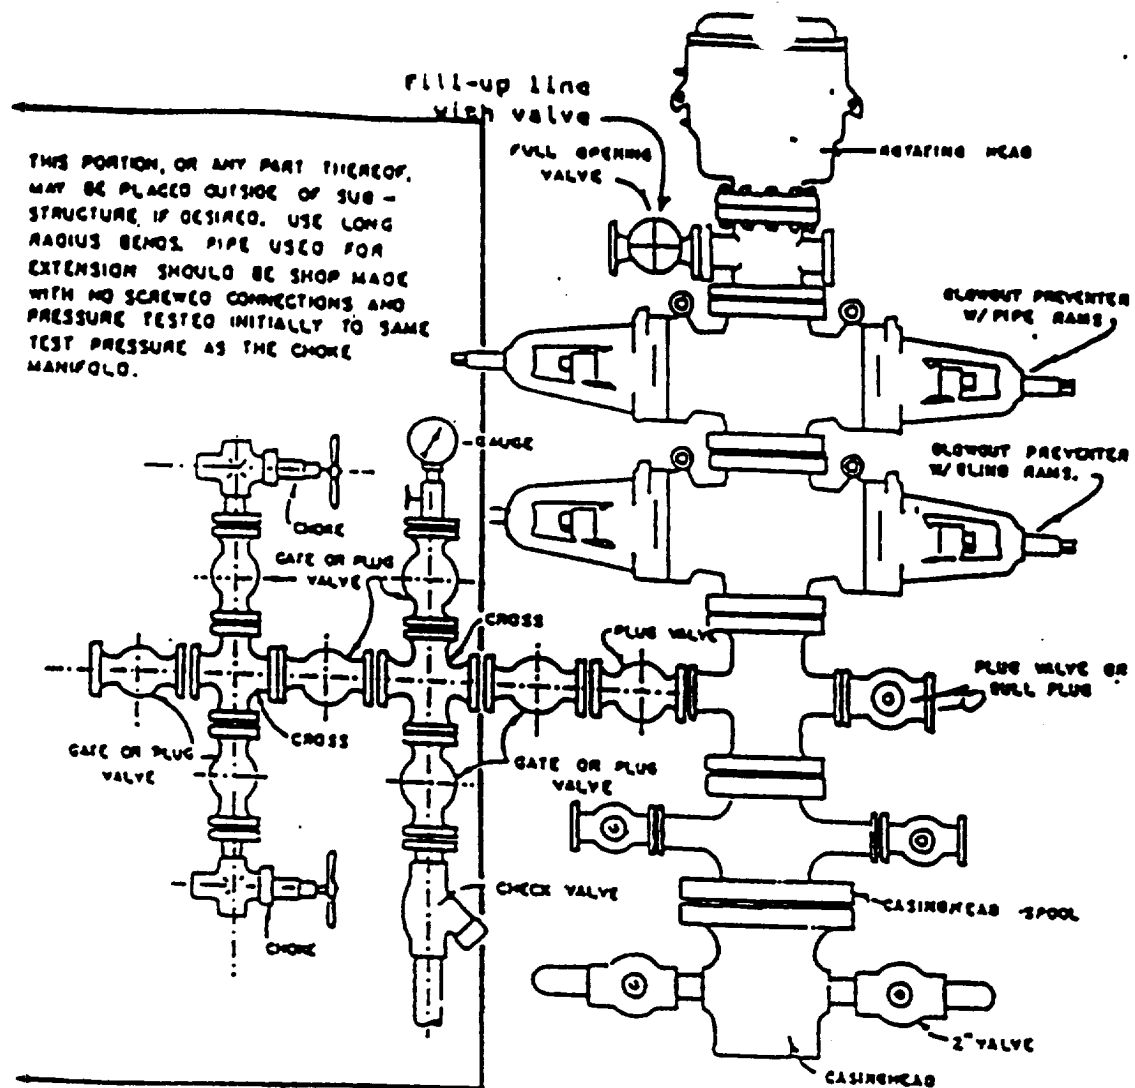 Fill-up line
with valve
FULL OPENING
VALVE
ROTATING HEAD
THIS PORTION, OR ANY PART THEREOF,
MAY BE PLACED OUTSIDE OF SUB-
STRUCTURE, IF DESIRED. USE LONG
RADIUS BENDS. PIPE USED FOR
EXTENSION SHOULD BE SHOP MADE
WITH NO SCREWED CONNECTIONS AND
PRESSURE TESTED INITIALLY TO SAME
TEST PRESSURE AS THE CHOKE
MANIFOLD.
BLOWOUT PREVENTER
W/ PIPE RAMS.
GAUGE
BLOWOUT PREVENTER
W/ BLIND RAMS.
CHOKE
GATE OR PLUG
VALVE
CROSS
PLUG VALVE
PLUG VALVE OR
BULL PLUG
CROSS
GATE OR PLUG
VALVE
GATE OR PLUG
VALVE
CHECK VALVE
CASINGHEAD SPOOL
CHOKE
2" VALVE
CASINGHEAD